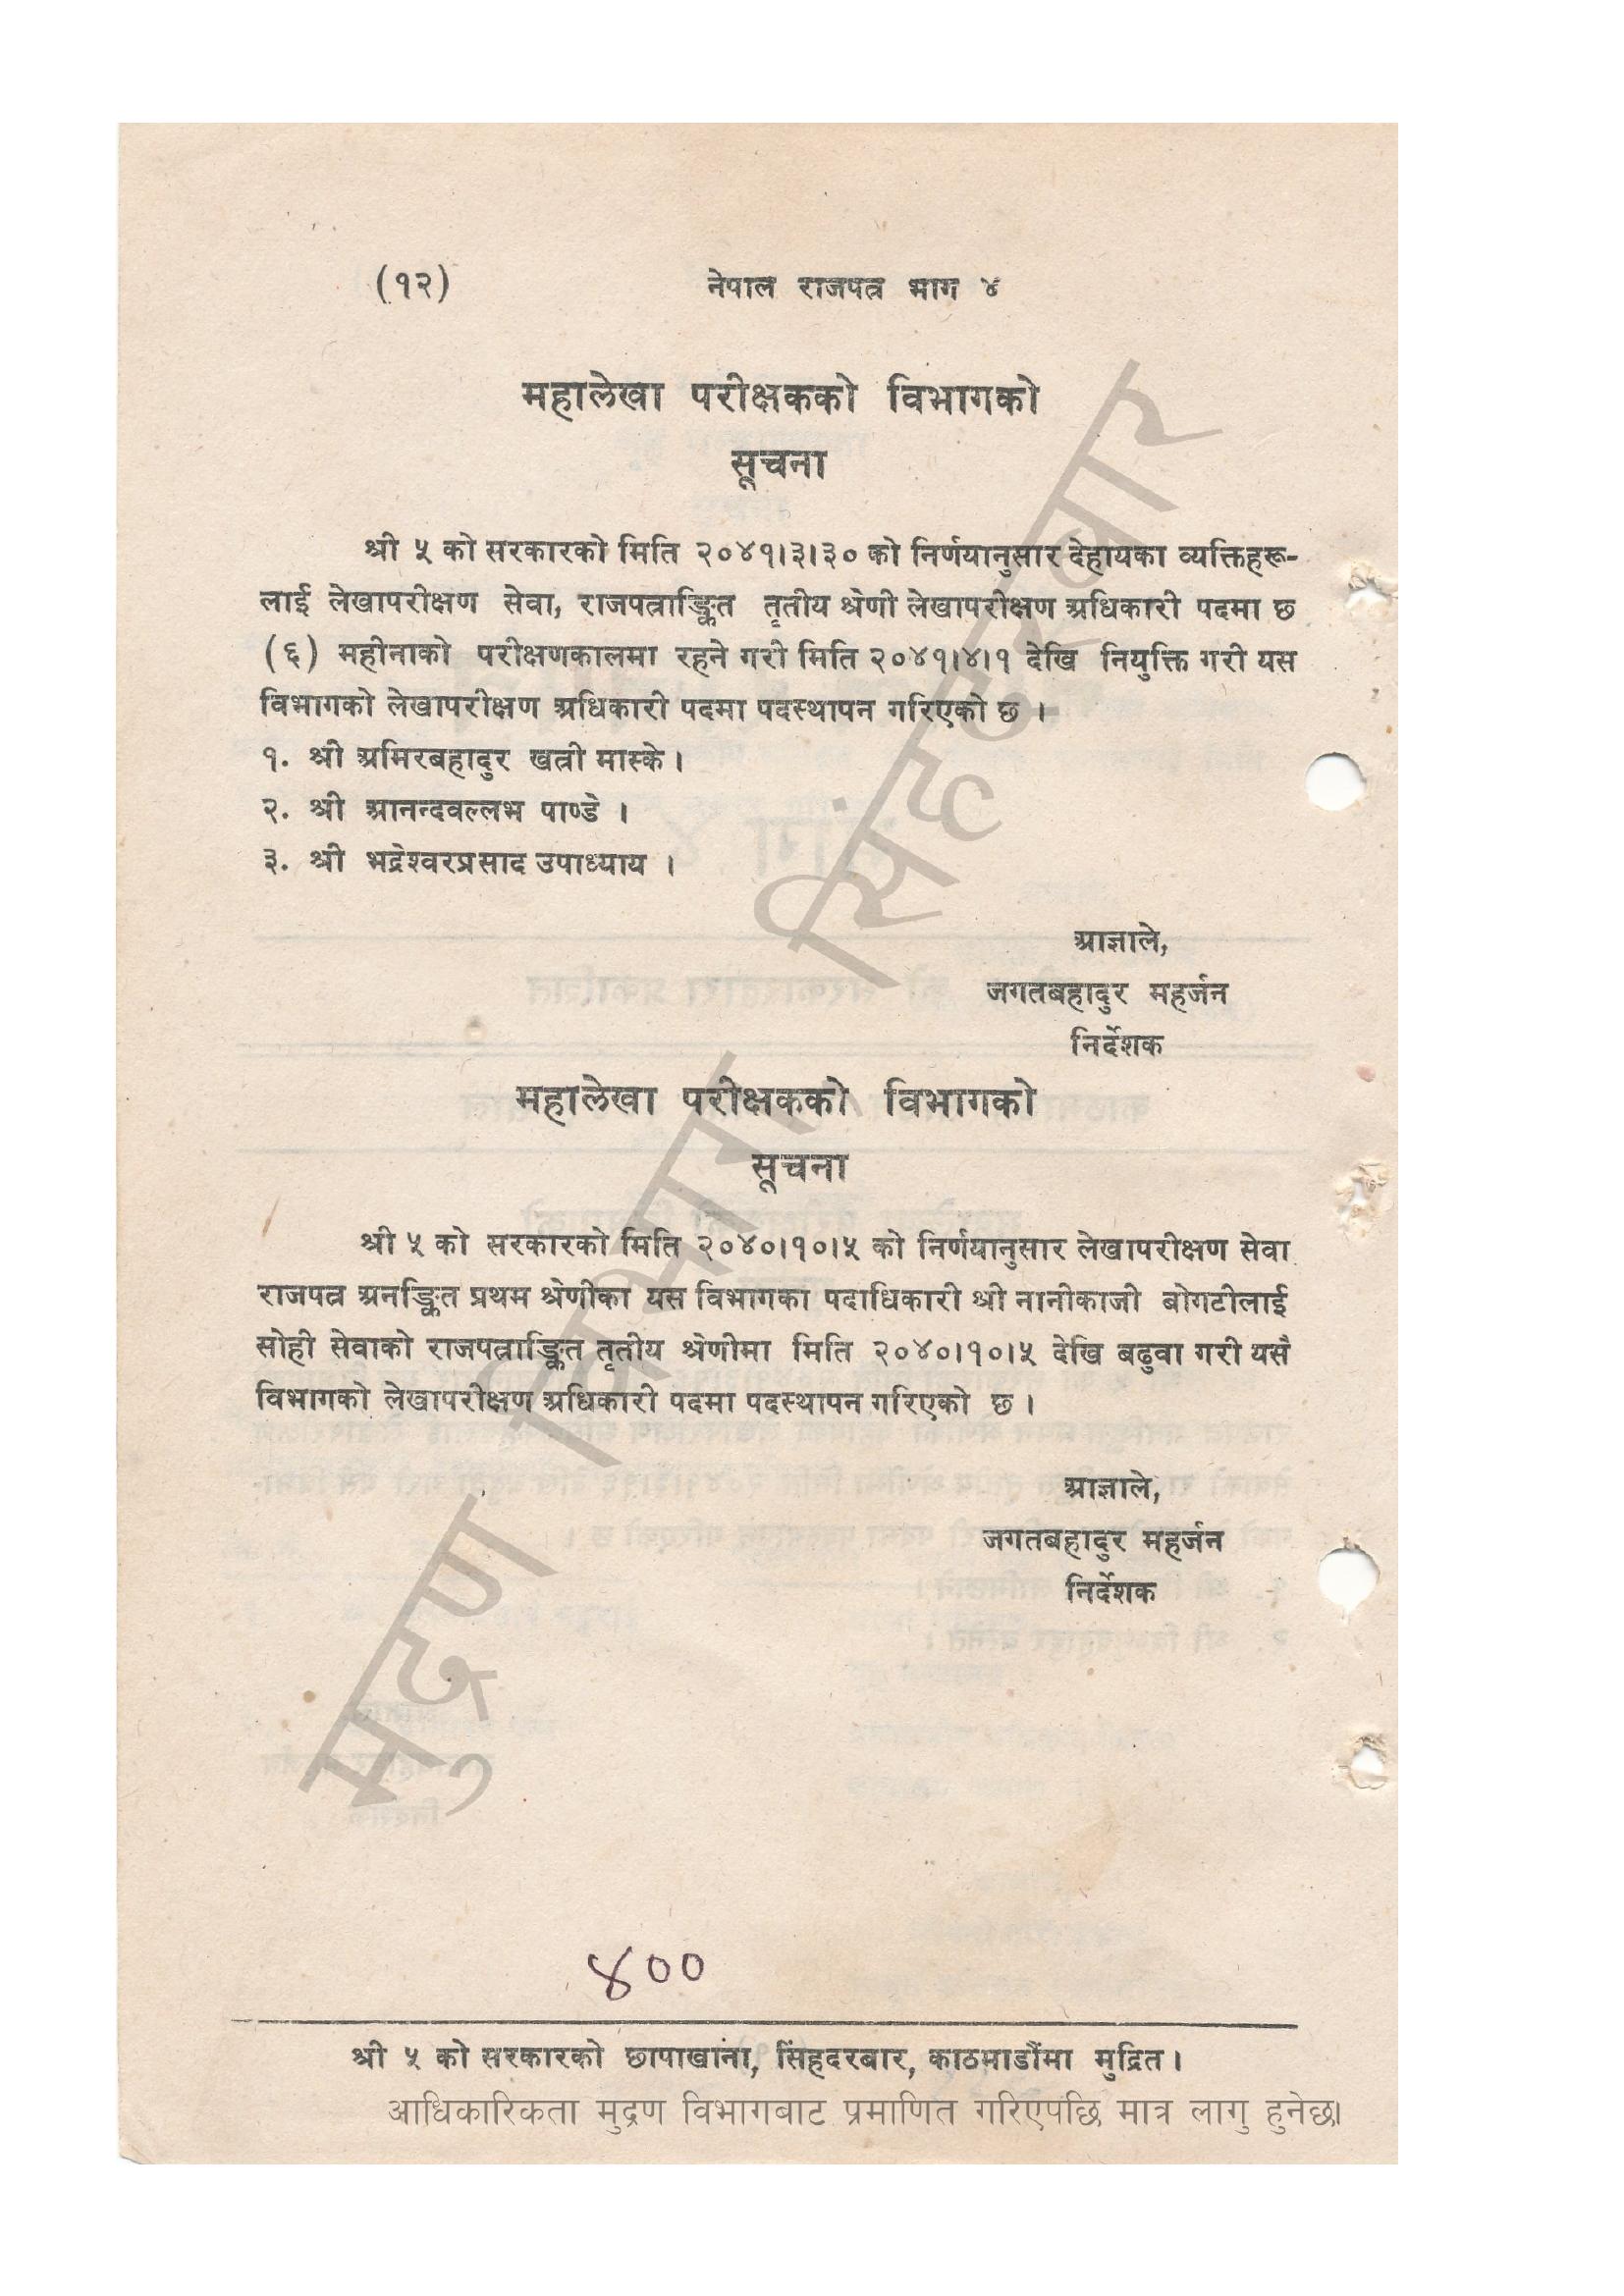 (१२) नेपाल राजपत्र भाग ४
महालेखा परीक्षकको विभागको
सूचना
श्री ५ को सरकारको मिति २०४१।३।३० को निर्णयानुसार देहायका व्यक्तिहरू-
लाई लेखापरीक्षण सेवा, राजपत्राङ्कित तृतीय श्रेणी लेखापरीक्षण अधिकारी पदमा छ
(६) महीनाको परीक्षणकालमा रहने गरी मिति २०४१।४।१ देखि नियुक्ति गरी यस
विभागको लेखापरीक्षण अधिकारी पदमा पदस्थापन गरिएको छ ।
१. श्री अमिरबहादुर खत्री मास्के ।
२. श्री आनन्दवल्लभ पाण्डे ।
३. श्री भद्रेश्वरप्रसाद उपाध्याय ।
आज्ञाले,
जगतबहादुर महर्जन
निर्देशक
महालेखा परीक्षकको विभागको
सूचना
श्री ५ को सरकारको मिति २०४०।१०।५ को निर्णयानुसार लेखापरीक्षण सेवा
राजपत्र अनङ्कित प्रथम श्रेणीका यस विभागका पदाधिकारी श्री नानीकाजी बोगटीलाई
सोही सेवाको राजपत्राङ्कित तृतीय श्रेणीमा मिति २०४०।१०।५ देखि बढुवा गरी यसै
विभागको लेखापरीक्षण अधिकारी पदमा पदस्थापन गरिएको छ ।
आज्ञाले,
जगतबहादुर महर्जन
निर्देशक
४००
श्री ५ को सरकारको छापाखाना, सिंहदरबार, काठमाडौंमा मुद्रित ।
आधिकारिकता मुद्रण विभागबाट प्रमाणित गरिएपछि मात्र लागु हुनेछ।
मुद्रण विभाग, सिंहदरबार